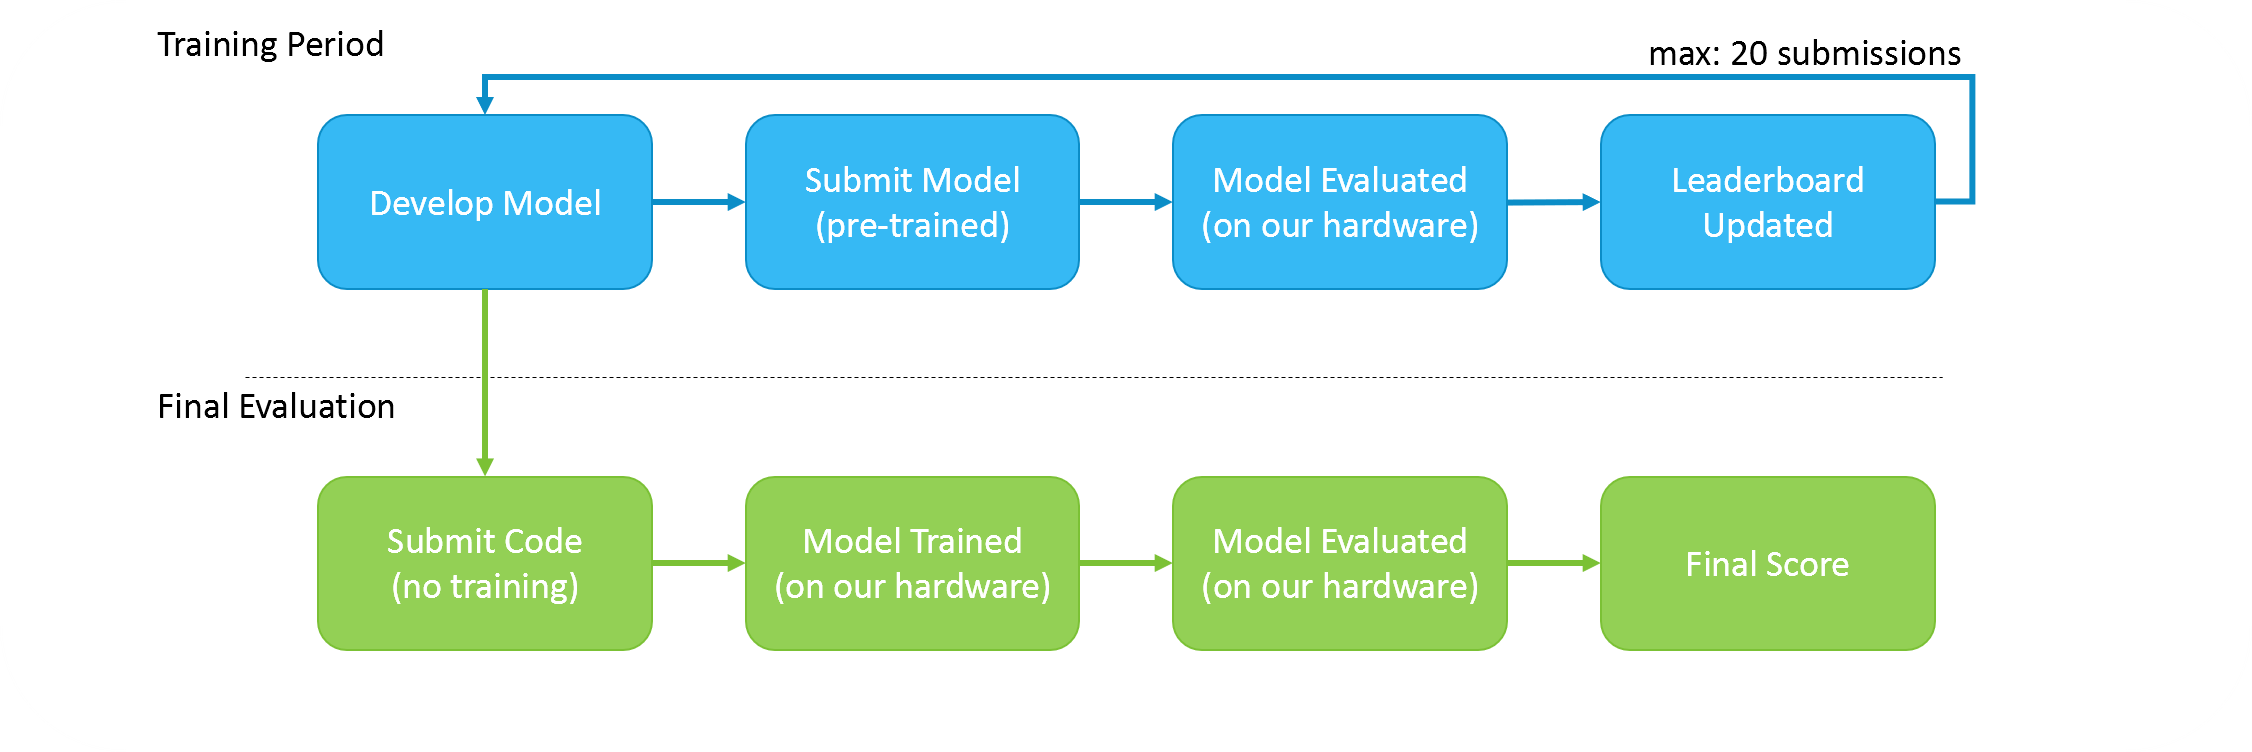 Training Period
max: 20 submissions
Develop Model
Submit Model
(pre-trained)
Model Evaluated
(on our hardware)
Leaderboard
Updated
Final Evaluation
Submit Code
(no training)
Model Trained
(on our hardware)
Model Evaluated
(on our hardware)
Final Score